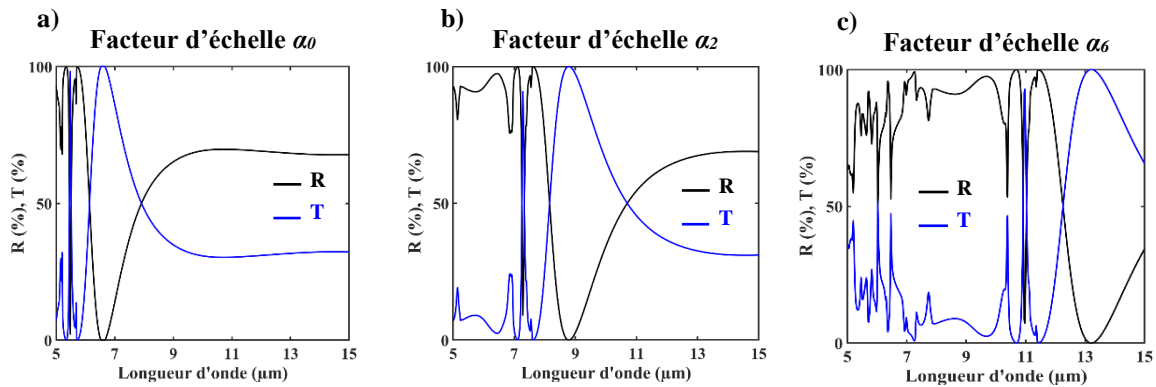 a)
Facteur d'échelle α0
100
50
0
R (%), T (%)
R
T
5 7 9 11 13 15
Longueur d'onde (µm)
b)
Facteur d'échelle α2
100
50
0
R (%), T (%)
R
T
5 7 9 11 13 15
Longueur d'onde (µm)
c)
Facteur d'échelle α6
100
50
0
R (%), T (%)
R
T
5 7 9 11 13 15
Longueur d'onde (µm)